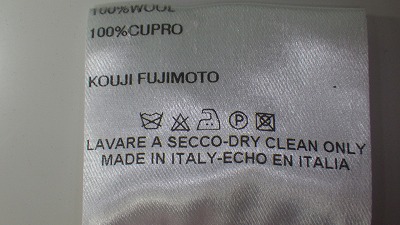 100%WOOL
100%CUPRO
KOUJI FUJIMOTO
P
LAVARE A SECCO-DRY CLEAN ONLY
MADE IN ITALY-ECHO EN ITALIA